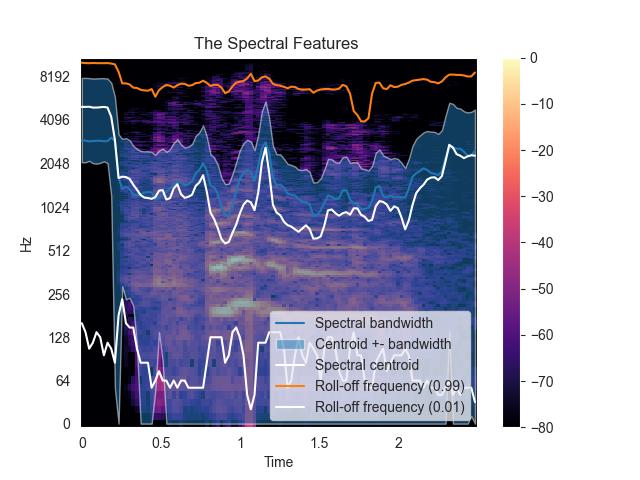 The Spectral Features
Hz
8192
4096
2048
1024
512
256
128
64
0
0
0.5
1
1.5
2
Time
Spectral bandwidth
Centroid +- bandwidth
Spectral centroid
Roll-off frequency (0.99)
Roll-off frequency (0.01)
0
−10
−20
−30
−40
−50
−60
−70
−80